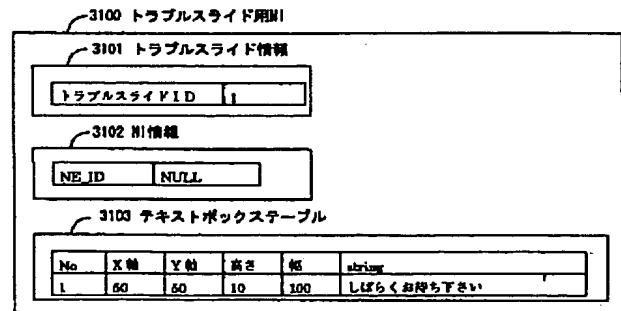 3100 トラブルスライド用MI
3101 トラブルスライド情報
トラブルスライドID 1
3102 MI情報
NE_ID NULL
3103 テキストボックステーブル
No X軸 Y軸 高さ 幅 string
1 50 50 10 100 しばらくお待ち下さい